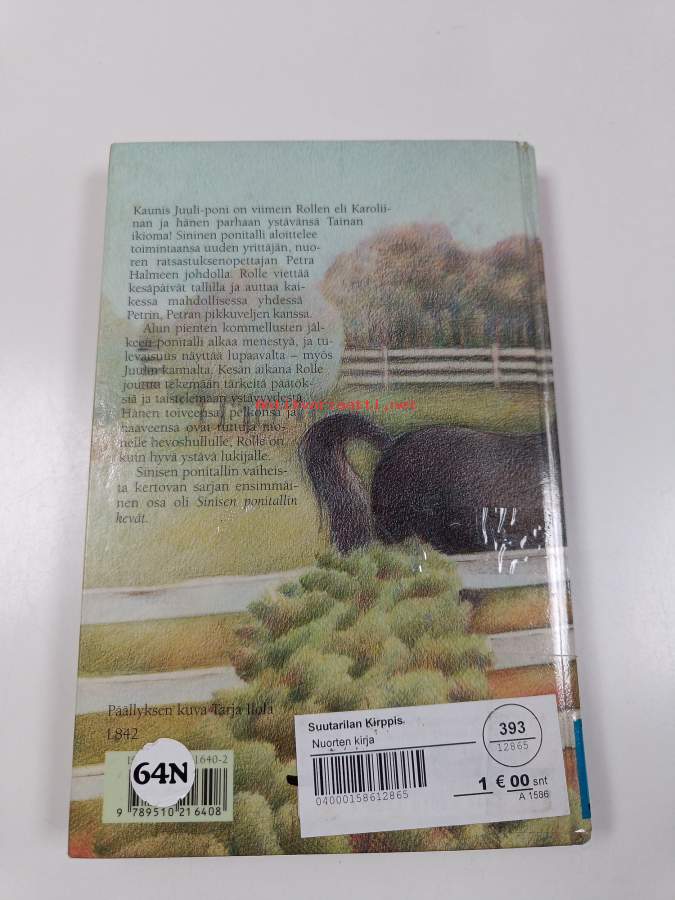 Kaunis Juuli-poni on viimein Rollen eli Karolii-
nan ja hänen parhaan ystävänsä Tainan
ikioma! Sininen ponitalli aloittelee
toimintaansa uuden yrittäjän, nuo-
ren ratsastuksenopettajan Petra
Halmeen johdolla. Rolle viettää
kesäpäivät tallilla ja auttaa kai-
kessa mahdollisessa yhdessä
Petrin, Petran pikkuveljen kanssa.
Alun pienten kommellusten jäl-
keen ponitalli alkaa menestyä, ja tu-
levaisuus näyttää lupaavalta – myös
Juulin kannalta. Kesän aikana Rolle
joutuu tekemään tärkeitä päätök-
siä ja taistelemaan ystävyydestä.
Hänen toiveensa, pelkonsa ja
haaveensa ovat tuttuja mo-
nelle hevoshullulle, Rolle on
kuin hyvä ystävä lukijalle.
Sinisen ponitallin vaiheis-
ta kertovan sarjan ensimmäi-
nen osa oli Sinisen ponitallin
kevät.
Antikvariaatti.net
Päällyksen kuva Tarja Ilola
L842
1640-2
64N
9 789510 216408
Suutarilan Kirppis.
Nuorten kirja
393
12865
04000158612865
1 € 00 snt
A 1586